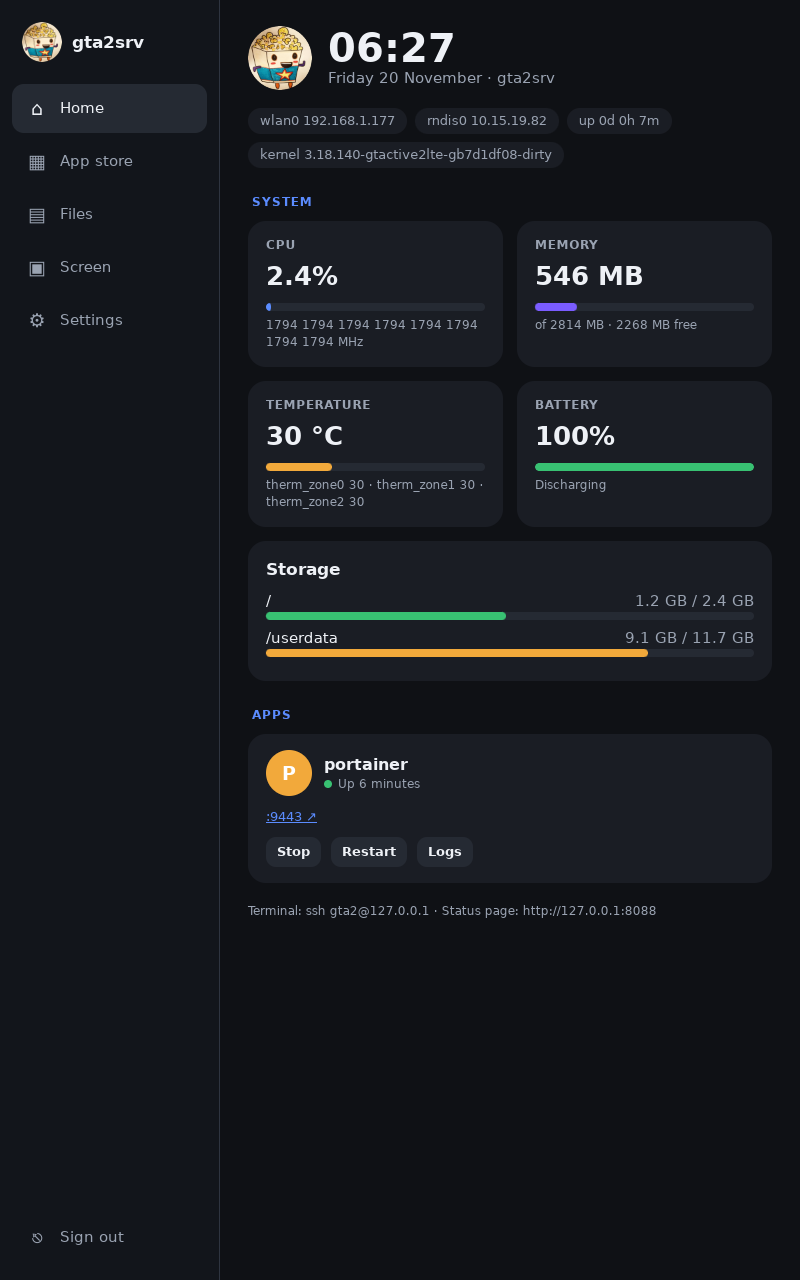 gta2srv
Home
App store
Files
Screen
Settings
Sign out
06:27
Friday 20 November · gta2srv
wlan0 192.168.1.177
rndis0 10.15.19.82
up 0d 0h 7m
kernel 3.18.140-gtactive2lte-gb7d1df08-dirty
SYSTEM
CPU
2.4%
1794 1794 1794 1794 1794 1794
1794 1794 MHz
MEMORY
546 MB
of 2814 MB · 2268 MB free
TEMPERATURE
30 °C
therm_zone0 30 · therm_zone1 30 ·
therm_zone2 30
BATTERY
100%
Discharging
Storage
/ 1.2 GB / 2.4 GB
/userdata 9.1 GB / 11.7 GB
APPS
P
portainer
Up 6 minutes
:9443 ↗
Stop Restart Logs
Terminal: ssh gta2@127.0.0.1 · Status page: http://127.0.0.1:8088